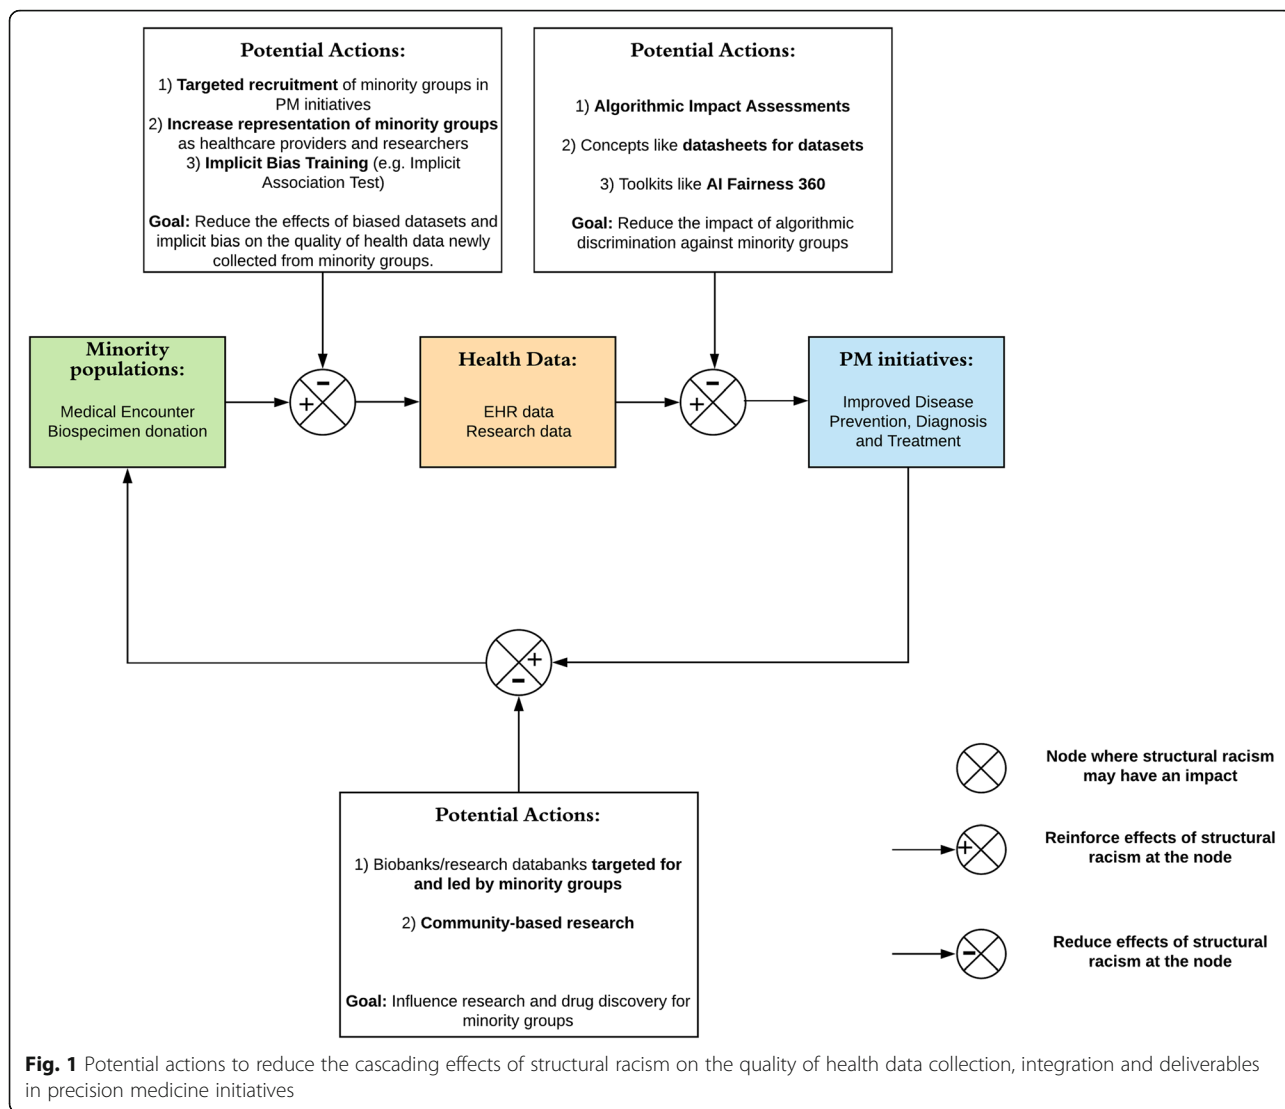 Potential Actions:
1) Targeted recruitment of minority groups in
PM initiatives
2) Increase representation of minority groups
as healthcare providers and researchers
3) Implicit Bias Training (e.g. Implicit
Association Test)
Goal: Reduce the effects of biased datasets and
implicit bias on the quality of health data newly
collected from minority groups.
Potential Actions:
1) Algorithmic Impact Assessments
2) Concepts like datasheets for datasets
3) Toolkits like AI Fairness 360
Goal: Reduce the impact of algorithmic
discrimination against minority groups
Minority
populations:
Medical Encounter
Biospecimen donation
−
+
Health Data:
EHR data
Research data
−
+
PM initiatives:
Improved Disease
Prevention, Diagnosis
and Treatment
+
−
Potential Actions:
1) Biobanks/research databanks targeted for
and led by minority groups
2) Community-based research
Goal: Influence research and drug discovery for
minority groups
Node where structural racism
may have an impact
+
Reinforce effects of structural
racism at the node
−
Reduce effects of structural
racism at the node
Fig. 1 Potential actions to reduce the cascading effects of structural racism on the quality of health data collection, integration and deliverables
in precision medicine initiatives